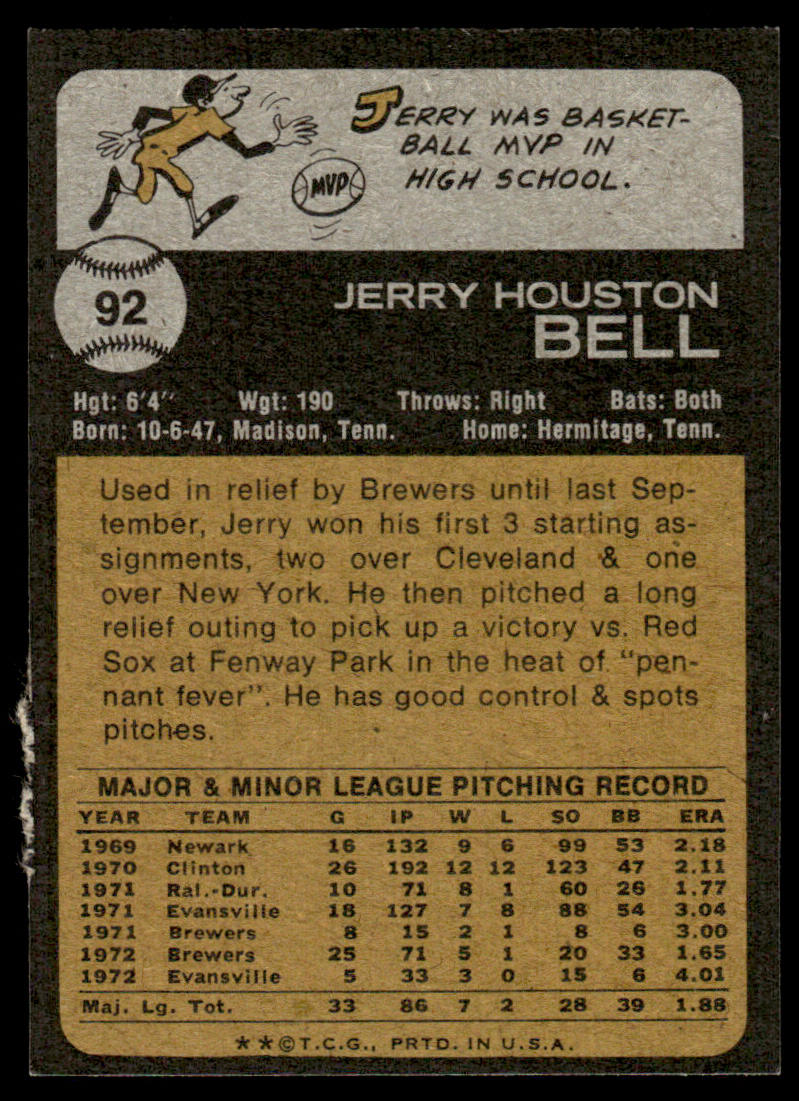 JERRY WAS BASKET-
BALL MVP IN
HIGH SCHOOL.
MVP
92
JERRY HOUSTON
BELL
Hgt: 6'4" Wgt: 190 Throws: Right Bats: Both
Born: 10-6-47, Madison, Tenn. Home: Hermitage, Tenn.
Used in relief by Brewers until last Sep-
tember, Jerry won his first 3 starting as-
signments, two over Cleveland & one
over New York. He then pitched a long
relief outing to pick up a victory vs. Red
Sox at Fenway Park in the heat of "pen-
nant fever". He has good control & spots
pitches.
MAJOR & MINOR LEAGUE PITCHING RECORD
YEAR TEAM G IP W L SO BB ERA
1969 Newark 16 132 9 6 99 53 2.18
1970 Clinton 26 192 12 12 123 47 2.11
1971 Ral.-Dur. 10 71 8 1 60 26 1.77
1971 Evansville 18 127 7 8 88 54 3.04
1971 Brewers 8 15 2 1 8 6 3.00
1972 Brewers 25 71 5 1 20 33 1.65
1972 Evansville 5 33 3 0 15 6 4.01
Maj. Lg. Tot. 33 86 7 2 28 39 1.88
**©T.C.G., PRTD. IN U.S.A.